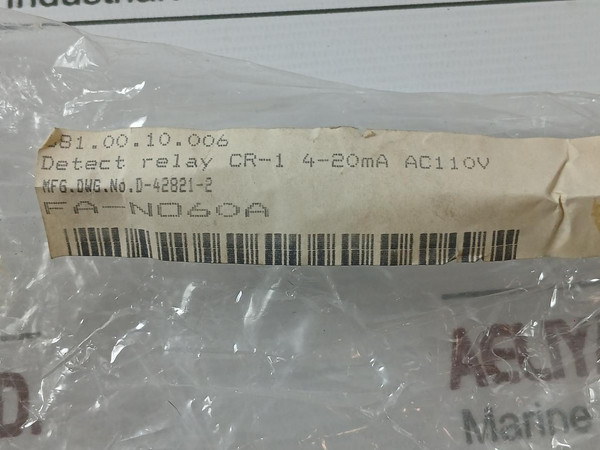 Industrial
81.00.10.006
Detect relay CR-1 4-20mA AC110V
MFG.DWG.No.D-42821-2
FA-N060A
D.
Marine